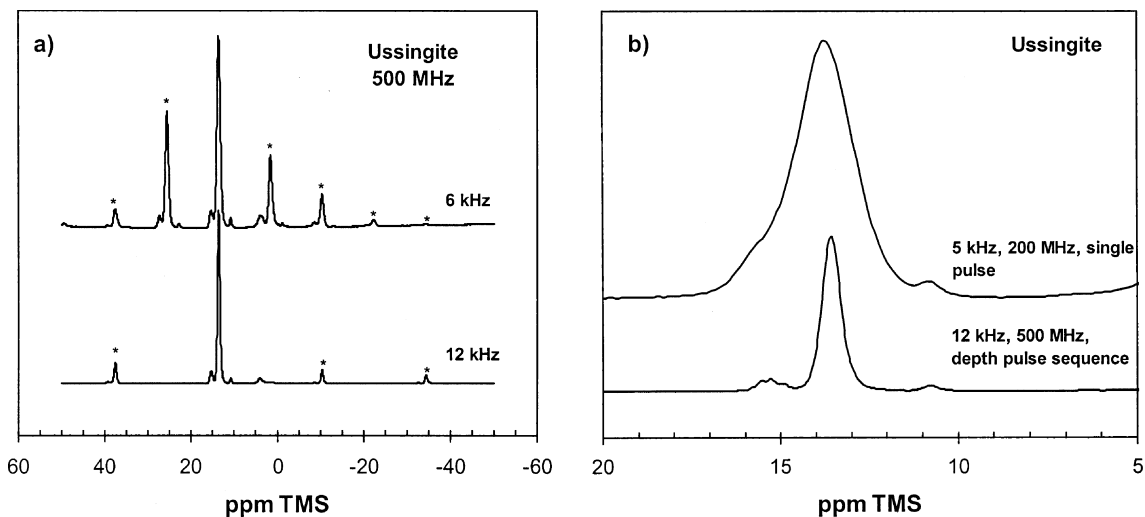 a)
Ussingite
500 MHz
*
*
*
*
*
*
6 kHz
*
*
*
12 kHz
60
40
20
0
-20
-40
-60
ppm TMS
b)
Ussingite
5 kHz, 200 MHz, single
pulse
12 kHz, 500 MHz,
depth pulse sequence
20
15
10
5
ppm TMS